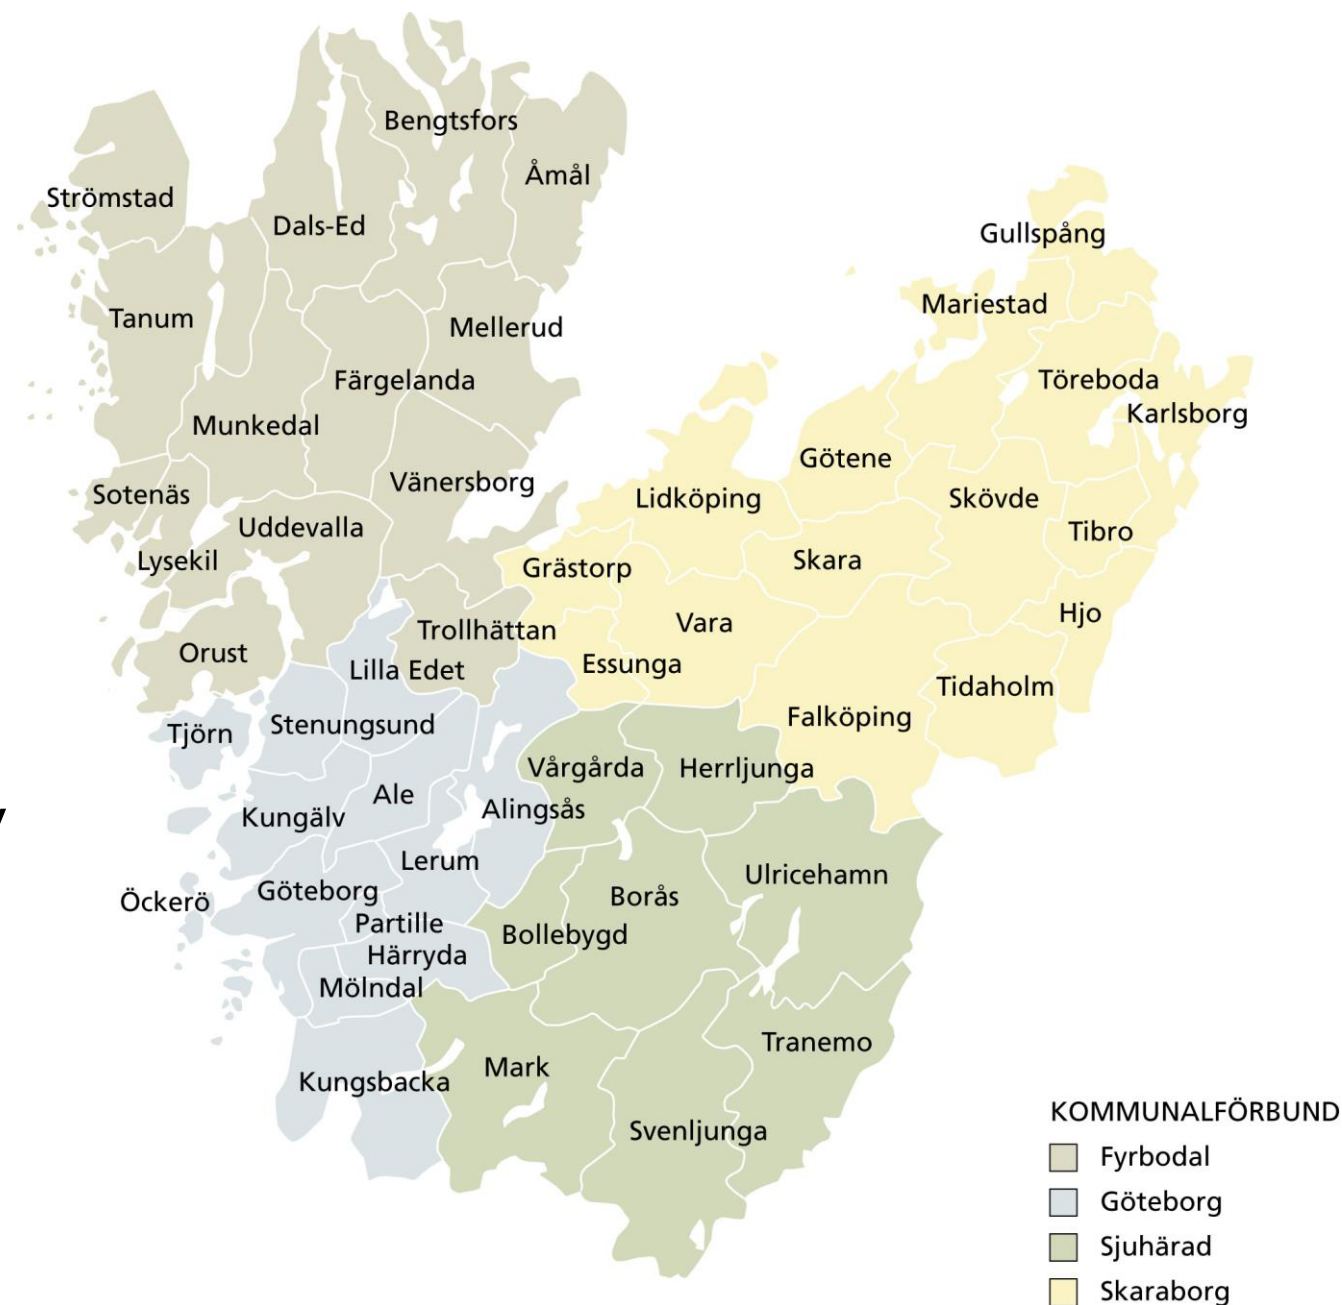 Bengtsfors
Åmål
Strömstad
Dals-Ed
Gullspång
Mariestad
Tanum
Mellerud
Färgelanda
Töreboda
Karlsborg
Munkedal
Götene
Vänersborg
Sotenäs
Lidköping
Skövde
Uddevalla
Tibro
Lysekil
Grästorp
Skara
Hjo
Vara
Trollhättan
Orust
Essunga
Lilla Edet
Tidaholm
Falköping
Stenungsund
Tjörn
Vårgårda
Herrljunga
Ale
Alingsås
Kungälv
Lerum
Ulricehamn
Göteborg
Borås
Öckerö
Partille
Bollebygd
Härryda
Mölndal
Tranemo
Mark
Kungsbacka
Svenljunga
KOMMUNALFÖRBUND
Fyrbodal
Göteborg
Sjuhärad
Skaraborg